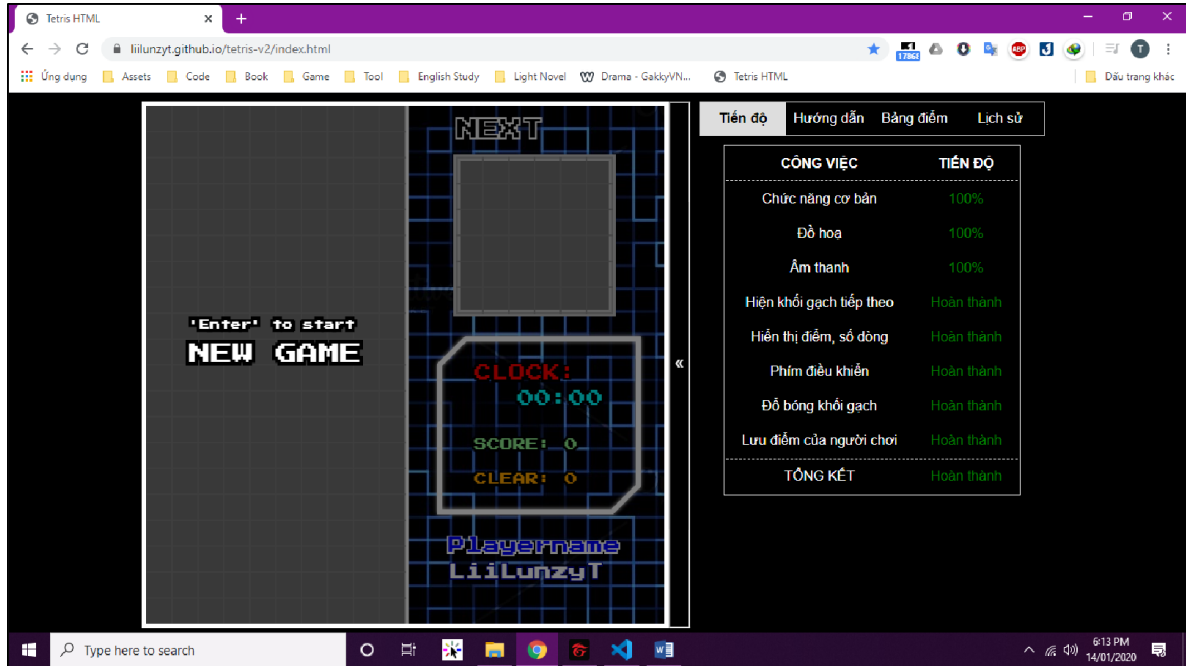 Tetris HTML
liilunzyt.github.io/tetris-v2/index.html
17868
ABP
T
Ứng dụng Assets Code Book Game Tool English Study Light Novel Drama - GakkyVN... Tetris HTML Dấu trang khác
NEXT
'Enter' to start
NEW GAME
CLOCK:
00:00
SCORE: 0
CLEAR: 0
Playername
LiiLunzyT
«
Tiến độ Hướng dẫn Bảng điểm Lịch sử
CÔNG VIỆC TIẾN ĐỘ
Chức năng cơ bản 100%
Đồ hoạ 100%
Âm thanh 100%
Hiện khối gạch tiếp theo Hoàn thành
Hiển thị điểm, số dòng Hoàn thành
Phím điều khiển Hoàn thành
Đổ bóng khối gạch Hoàn thành
Lưu điểm của người chơi Hoàn thành
TỔNG KẾT Hoàn thành
Type here to search
6:13 PM
14/01/2020